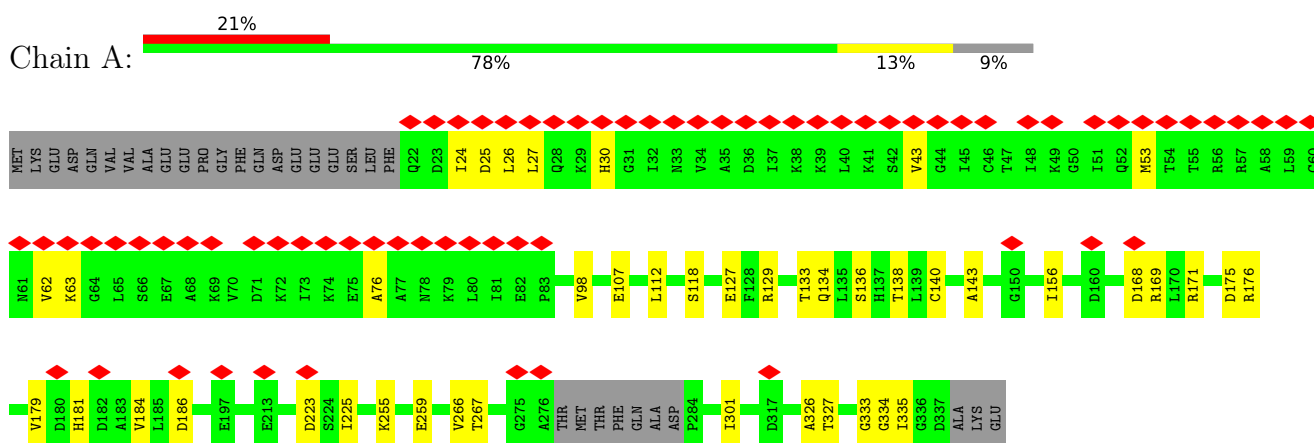 21%
Chain A:
78% 13% 9%
MET LYS GLU ASP GLN VAL VAL ALA GLU GLU PRO GLY PHE GLN ASP GLU GLU GLU SER LEU PHE Q22 D23 I24 D25 L26 L27 Q28 K29 H30 G31 I32 N33 V34 A35 D36 I37 K38 K39 L40 K41 S42 V43 G44 I45 C46 T47 I48 K49 G50 I51 Q52 M53 T54 T55 R56 R57 A58 L59 C60
N61 V62 K63 G64 L65 S66 E67 A68 K69 V70 D71 K72 I73 K74 E75 A76 A77 N78 K79 L80 I81 E82 P83 V98 E107 L112 S118 E127 F128 R129 T133 Q134 L135 S136 H137 T138 L139 C140 A143 G150 I156 D160 D168 R169 L170 R171 D175 R176
V179 D180 H181 D182 A183 V184 L185 D186 E197 E213 D223 S224 I225 K255 E259 V266 T267 G275 A276 THR MET THR PHE GLN ALA ASP P284 I301 D317 A326 T327 G333 G334 I335 G336 D337 ALA LYS GLU